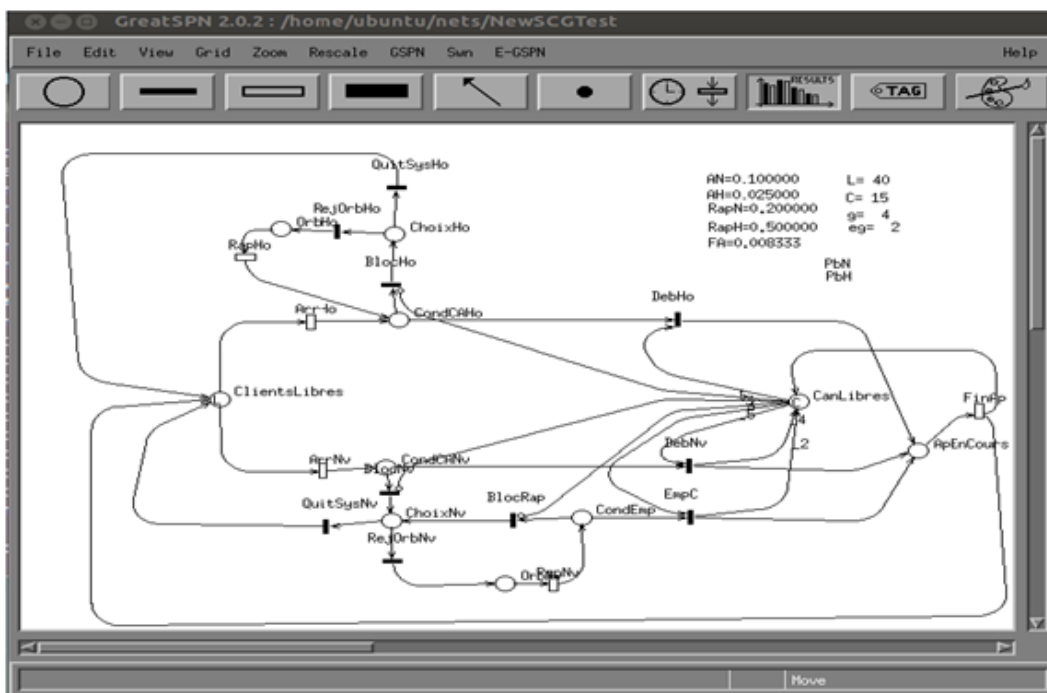 GreatSPN 2.0.2 : /home/ubuntu/nets/NewSCGTest
File Edit View Grid Zoom Rescale GSPN Swn E-GSPN Help
RESULTS
TAG
QuitSysHo
AN=0.100000
AH=0.025000
RapN=0.200000
RapH=0.500000
FA=0.008333
L= 40
C= 15
g= 4
eg= 2
PbN
PbH
RejOrbHo
OrbHo
ChoixHo
RapHo
BlocHo
DebHo
ArrHo
CondCAHo
ClientsLibres
CanLibres
FinAp
4
DebNv
2
ApEnCours
ArrNv
CondCANv
BlocNv
QuitSysNv
ChoixNv
BlocRap
EmpC
CondEmp
RejOrbNv
RapNv
Move